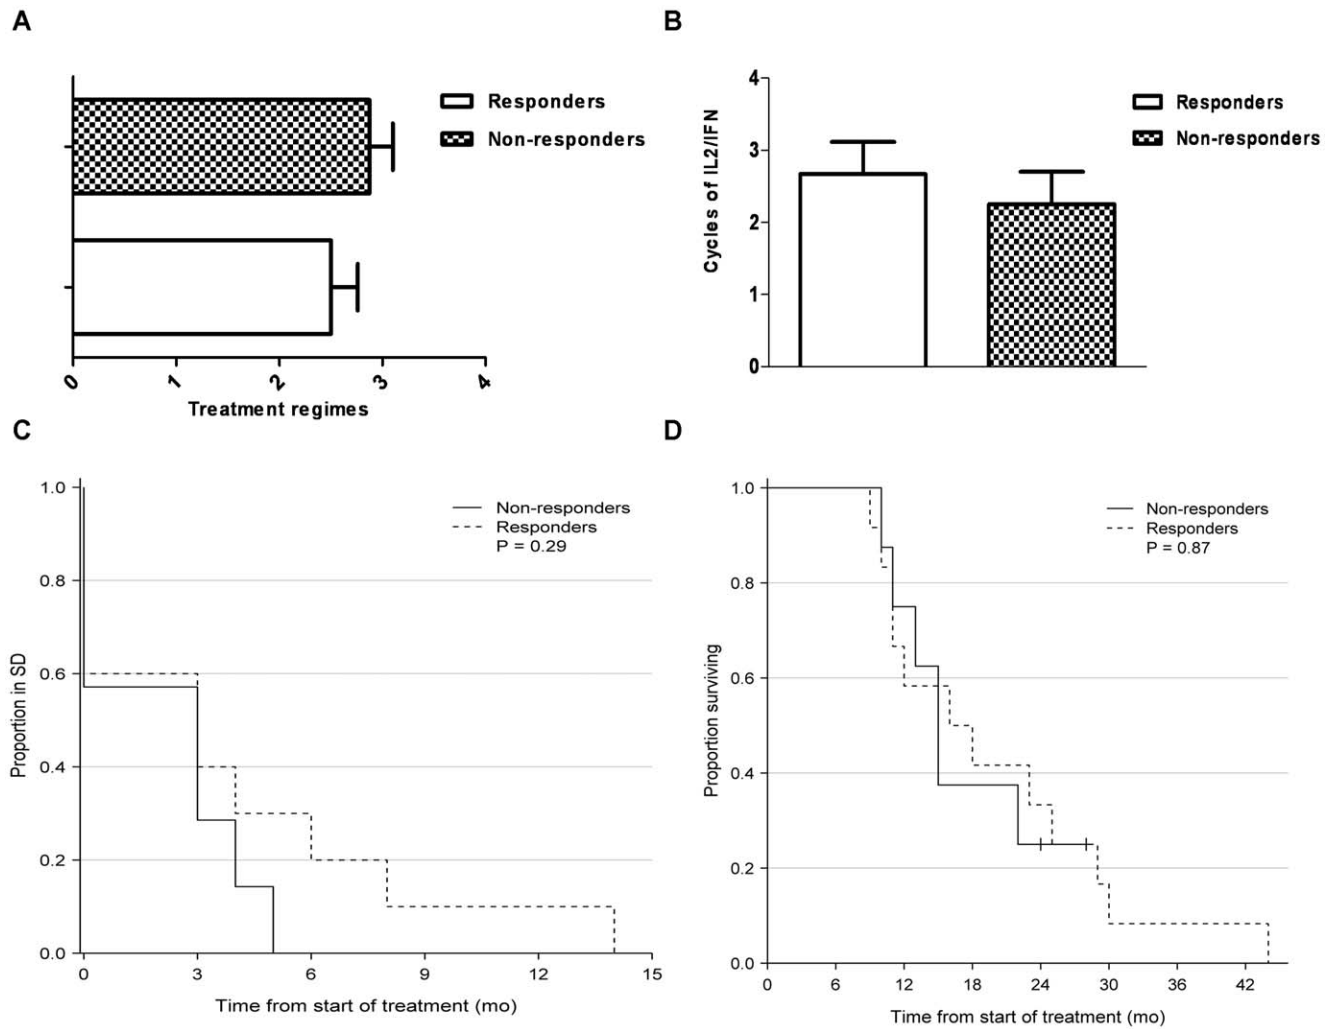 A
Responders
Non-responders
0 1 2 3 4
Treatment regimes
B
4
3
2
1
0
Cycles of IL2/IFN
Responders
Non-responders
C
1.0
0.8
0.6
0.4
0.2
0.0
Proportion in SD
Non-responders
Responders
P = 0.29
0 3 6 9 12 15
Time from start of treatment (mo)
D
1.0
0.8
0.6
0.4
0.2
0.0
Proportion surviving
Non-responders
Responders
P = 0.87
0 6 12 18 24 30 36 42
Time from start of treatment (mo)